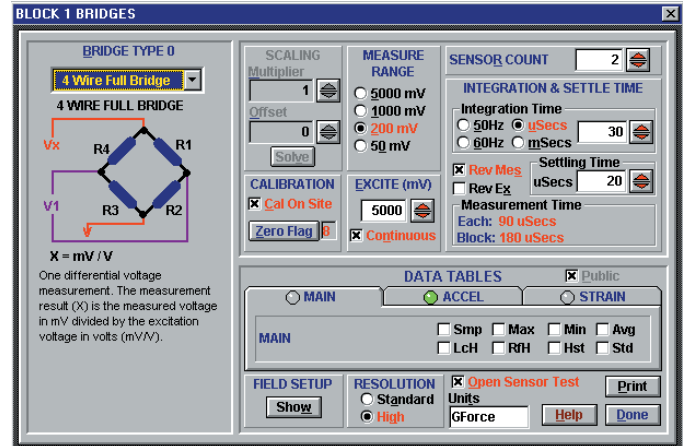 BLOCK 1 BRIDGES
BRIDGE TYPE 0
4 Wire Full Bridge
4 WIRE FULL BRIDGE
Vx
R4
R1
V1
R3
R2
X = mV / V
One differential voltage
measurement. The measurement
result (X) is the measured voltage
in mV divided by the excitation
voltage in volts (mV/V).
SCALING
Multiplier
1
Offset
0
Solve
MEASURE
RANGE
5000 mV
1000 mV
200 mV
50 mV
SENSOR COUNT 2
INTEGRATION & SETTLE TIME
Integration Time
50Hz uSecs
60Hz mSecs
30
Rev Mes
Rev Ex
Settling Time
uSecs 20
Measurement Time
Each: 90 uSecs
Block: 180 uSecs
CALIBRATION
Cal On Site
Zero Flag 8
EXCITE (mV)
5000
Continuous
DATA TABLES Public
MAIN ACCEL STRAIN
MAIN
Smp Max Min Avg
LcH RfH Hst Std
FIELD SETUP
Show
RESOLUTION
Standard
High
Open Sensor Test
Units
GForce
Print
Help Done